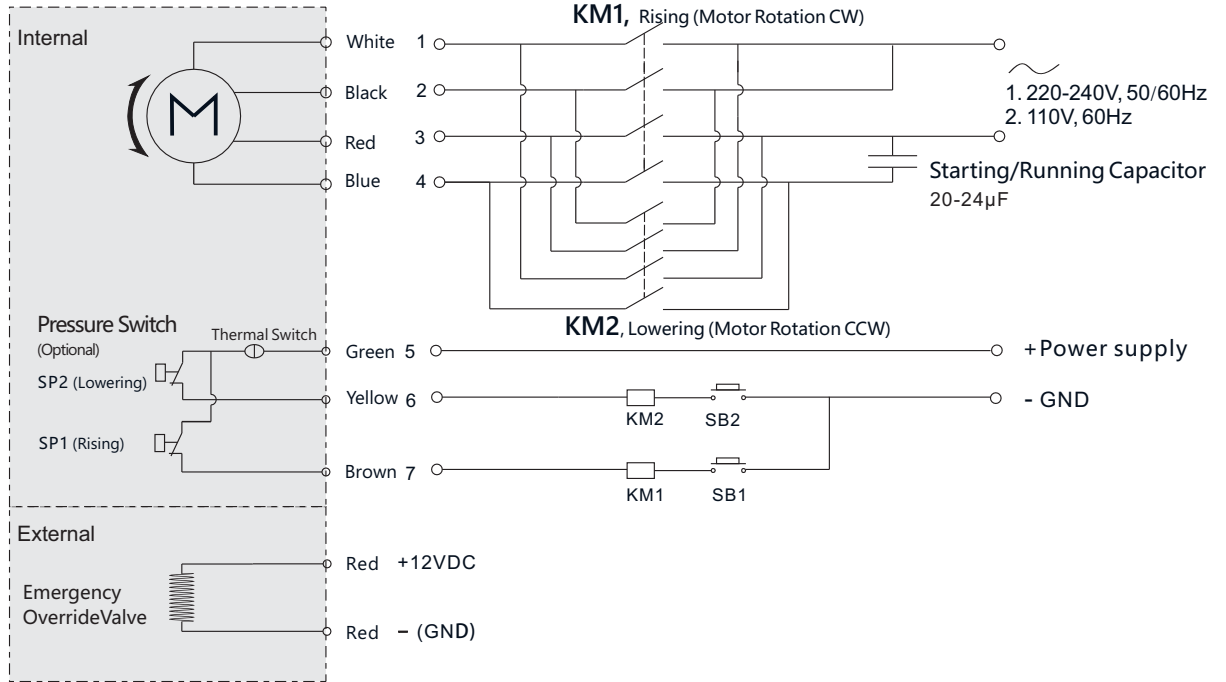 KM1, Rising (Motor Rotation CW)
Internal
M
White 1
Black 2
Red 3
Blue 4
1. 220-240V, 50/60Hz
2. 110V, 60Hz
Starting/Running Capacitor
20-24µF
KM2, Lowering (Motor Rotation CCW)
Pressure Switch
(Optional)
Thermal Switch
SP2 (Lowering)
SP1 (Rising)
Green 5
+Power supply
Yellow 6
- GND
KM2
SB2
Brown 7
KM1
SB1
External
Emergency
OverrideValve
Red +12VDC
Red – (GND)